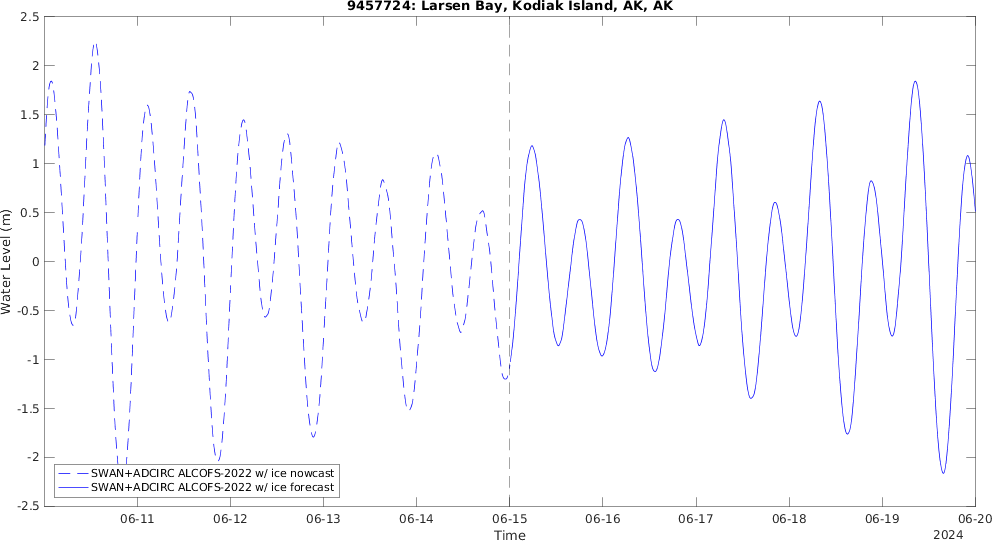 9457724: Larsen Bay, Kodiak Island, AK, AK
2.5
2
1.5
1
0.5
0
-0.5
-1
-1.5
-2
-2.5
Water Level (m)
SWAN+ADCIRC ALCOFS-2022 w/ ice nowcast
SWAN+ADCIRC ALCOFS-2022 w/ ice forecast
06-11 06-12 06-13 06-14 06-15 06-16 06-17 06-18 06-19 06-20
Time
2024